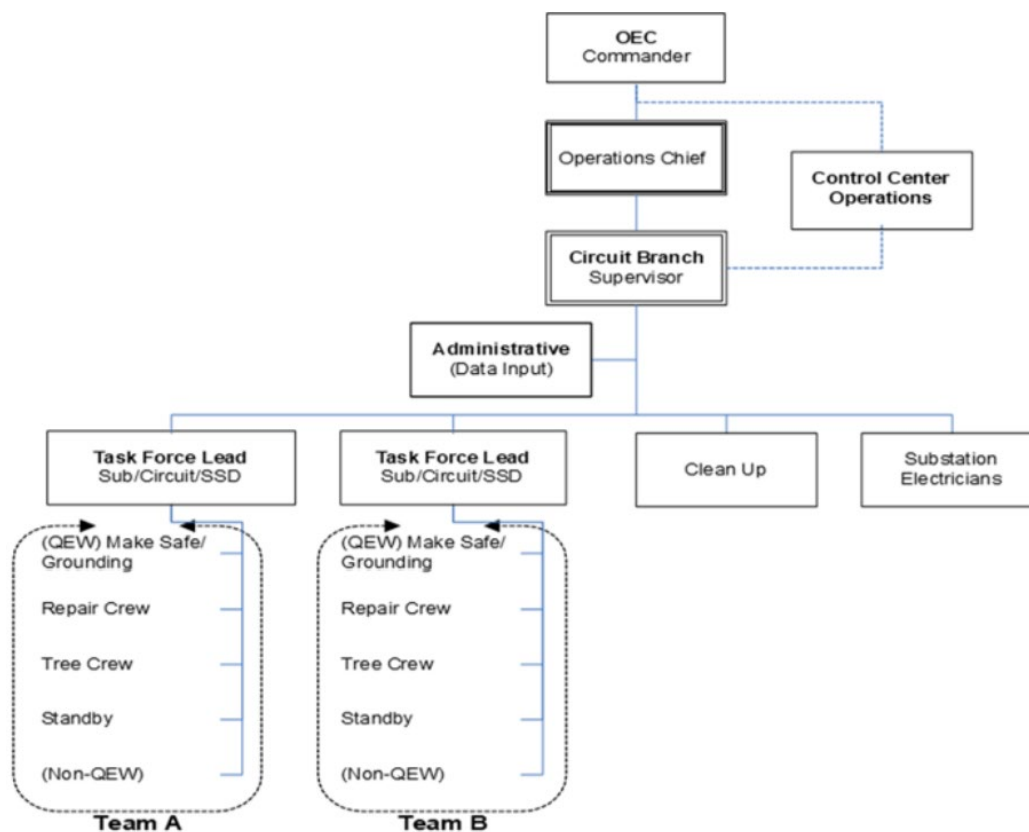 OEC
Commander
Operations Chief
Control Center
Operations
Circuit Branch
Supervisor
Administrative
(Data Input)
Task Force Lead
Sub/Circuit/SSD
Task Force Lead
Sub/Circuit/SSD
Clean Up
Substation
Electricians
(QEW) Make Safe/
Grounding
Repair Crew
Tree Crew
Standby
(Non-QEW)
Team A
(QEW) Make Safe/
Grounding
Repair Crew
Tree Crew
Standby
(Non-QEW)
Team B